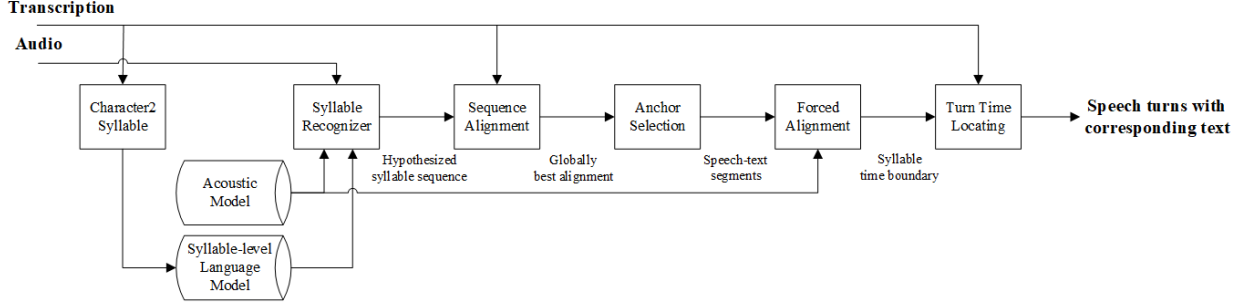 Transcription
Audio
Character2
Syllable
Syllable
Recognizer
Sequence
Alignment
Anchor
Selection
Forced
Alignment
Turn Time
Locating
Speech turns with
corresponding text
Hypothesized
syllable sequence
Globally
best alignment
Speech-text
segments
Syllable
time boundary
Acoustic
Model
Syllable-level
Language
Model